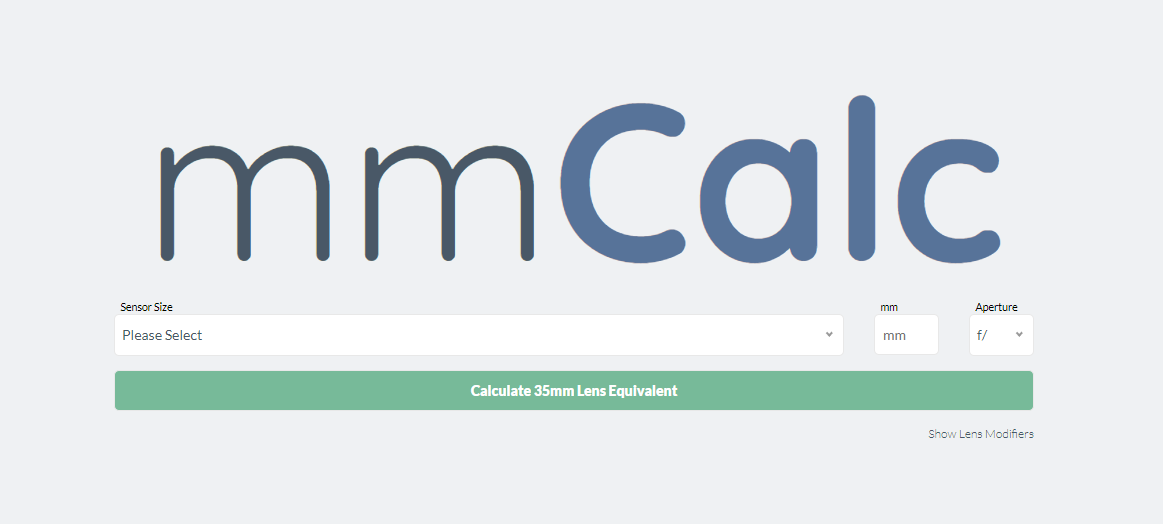 mmCalc
Sensor Size
mm
Aperture
Please Select
mm
f/
Calculate 35mm Lens Equivalent
Show Lens Modifiers